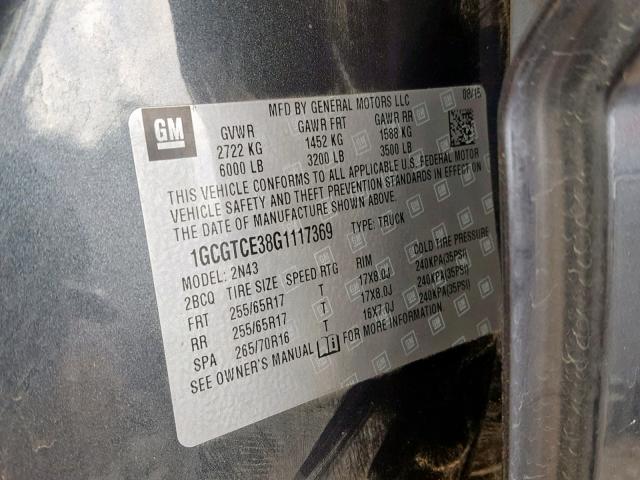 MFD BY GENERAL MOTORS LLC 08/15
GM
GVWR GAWR FRT GAWR RR
2722 KG 1452 KG 1588 KG
6000 LB 3200 LB 3500 LB
THIS VEHICLE CONFORMS TO ALL APPLICABLE U.S. FEDERAL MOTOR
VEHICLE SAFETY AND THEFT PREVENTION STANDARDS IN EFFECT ON
THE DATE OF MANUFACTURE SHOWN ABOVE.
1GCGTCE38G1117369 TYPE: TRUCK
MODEL: 2N43
2BCQ TIRE SIZE SPEED RTG RIM COLD TIRE PRESSURE
FRT 255/65R17 T 17X8.0J 240KPA(35PSI)
RR 255/65R17 T 17X8.0J 240KPA(35PSI)
SPA 265/70R16 T 16X7.0J 240KPA(35PSI)
SEE OWNER'S MANUAL FOR MORE INFORMATION